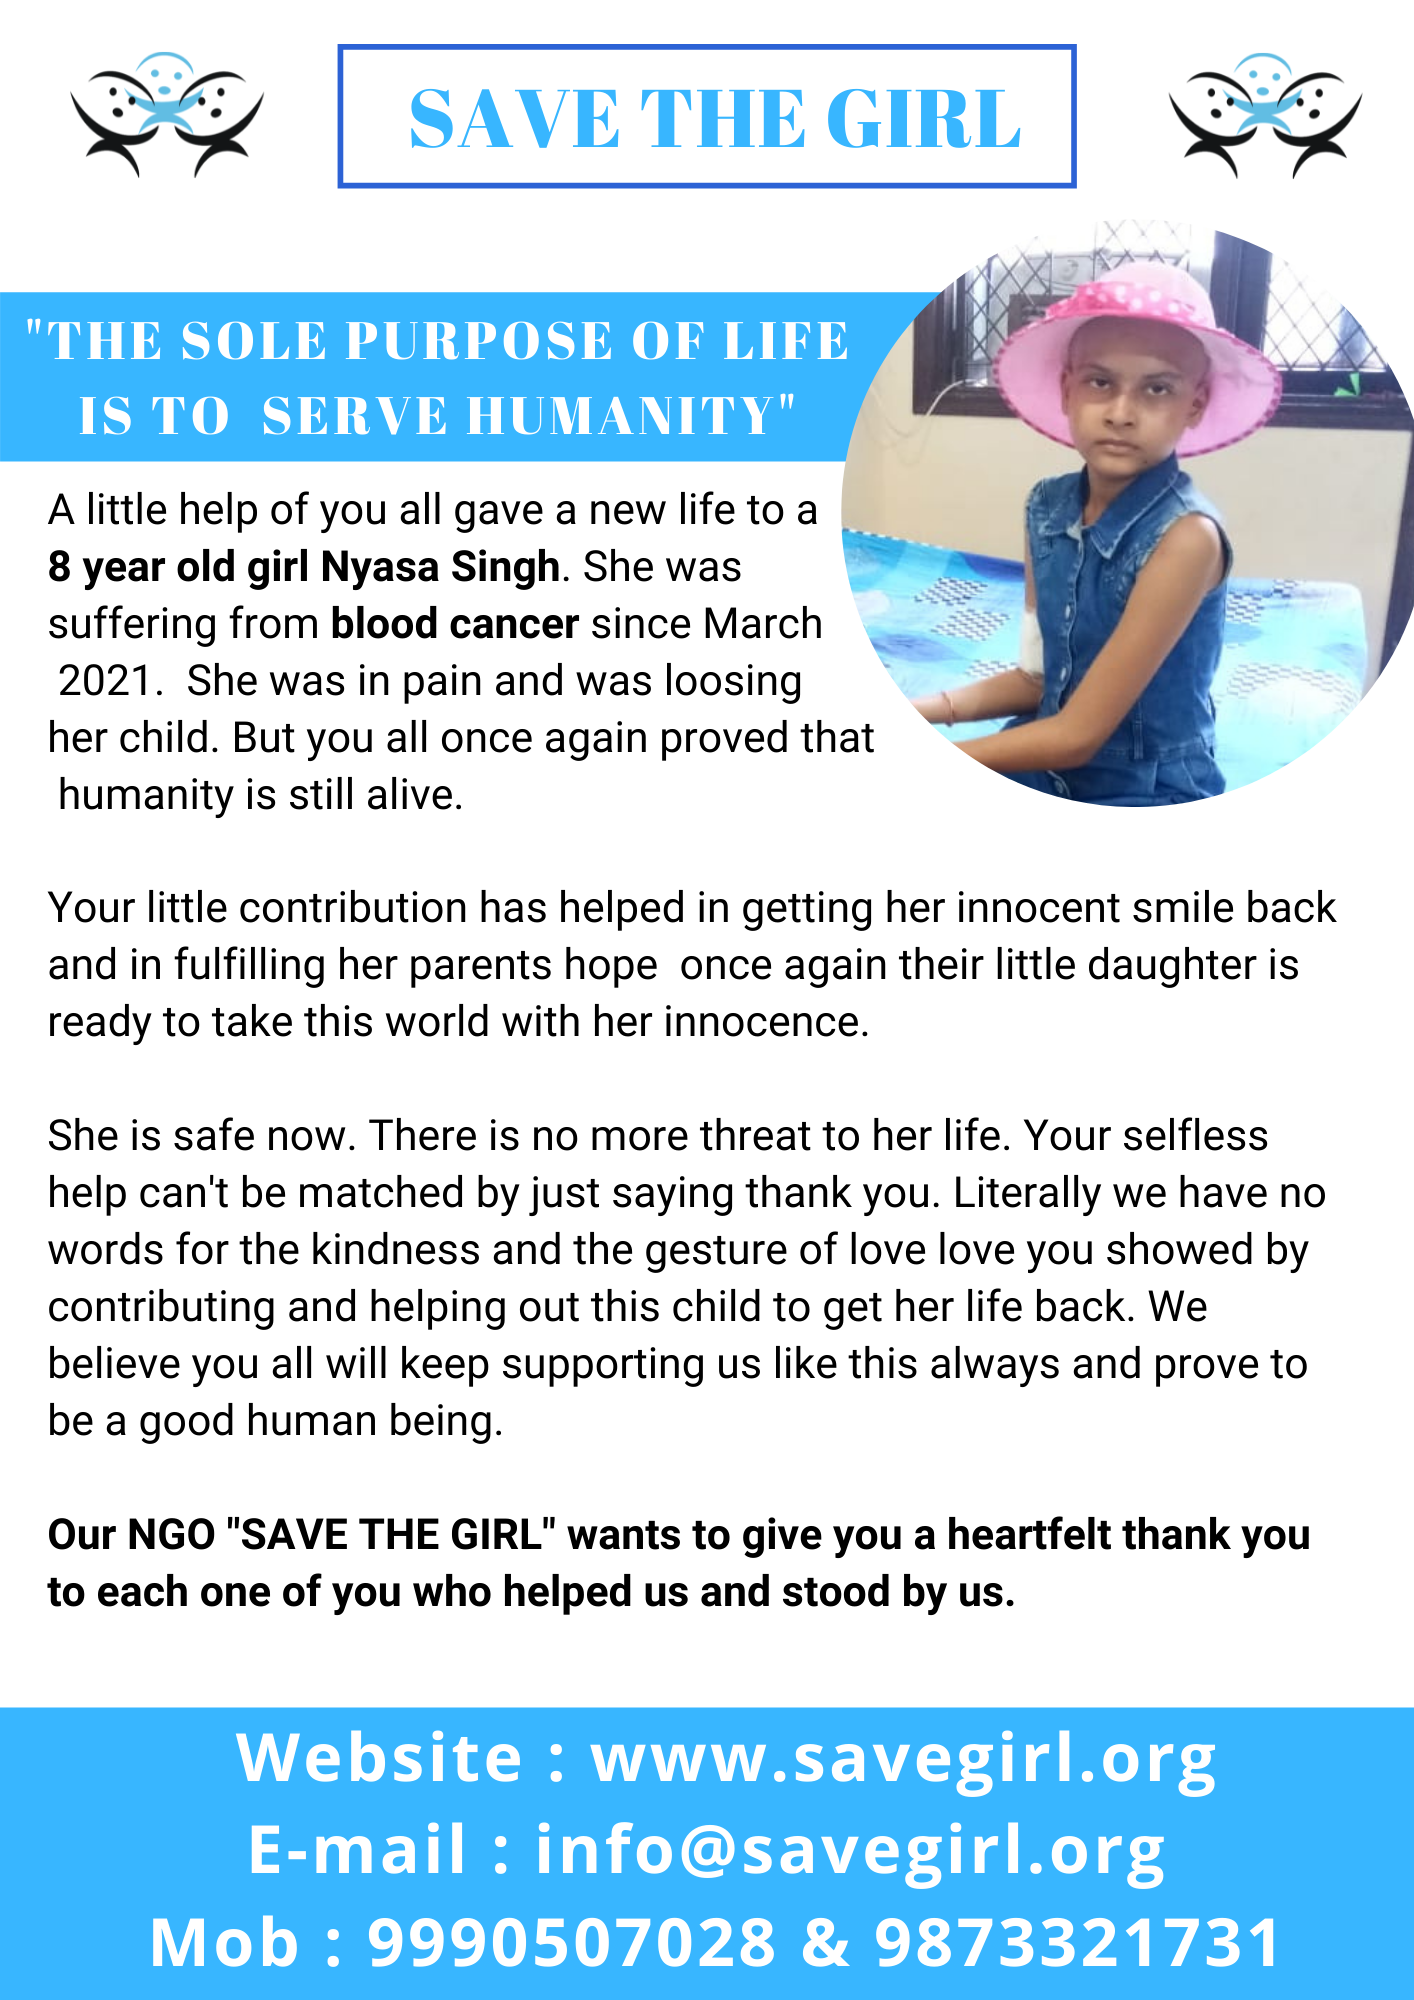 SAVE THE GIRL
"THE SOLE PURPOSE OF LIFE
IS TO SERVE HUMANITY"
A little help of you all gave a new life to a
8 year old girl Nyasa Singh. She was
suffering from blood cancer since March
2021. She was in pain and was loosing
her child. But you all once again proved that
humanity is still alive.
Your little contribution has helped in getting her innocent smile back
and in fulfilling her parents hope once again their little daughter is
ready to take this world with her innocence.
She is safe now. There is no more threat to her life. Your selfless
help can't be matched by just saying thank you. Literally we have no
words for the kindness and the gesture of love love you showed by
contributing and helping out this child to get her life back. We
believe you all will keep supporting us like this always and prove to
be a good human being.
Our NGO "SAVE THE GIRL" wants to give you a heartfelt thank you
to each one of you who helped us and stood by us.
Website : www.savegirl.org
E-mail : info@savegirl.org
Mob : 9990507028 & 9873321731